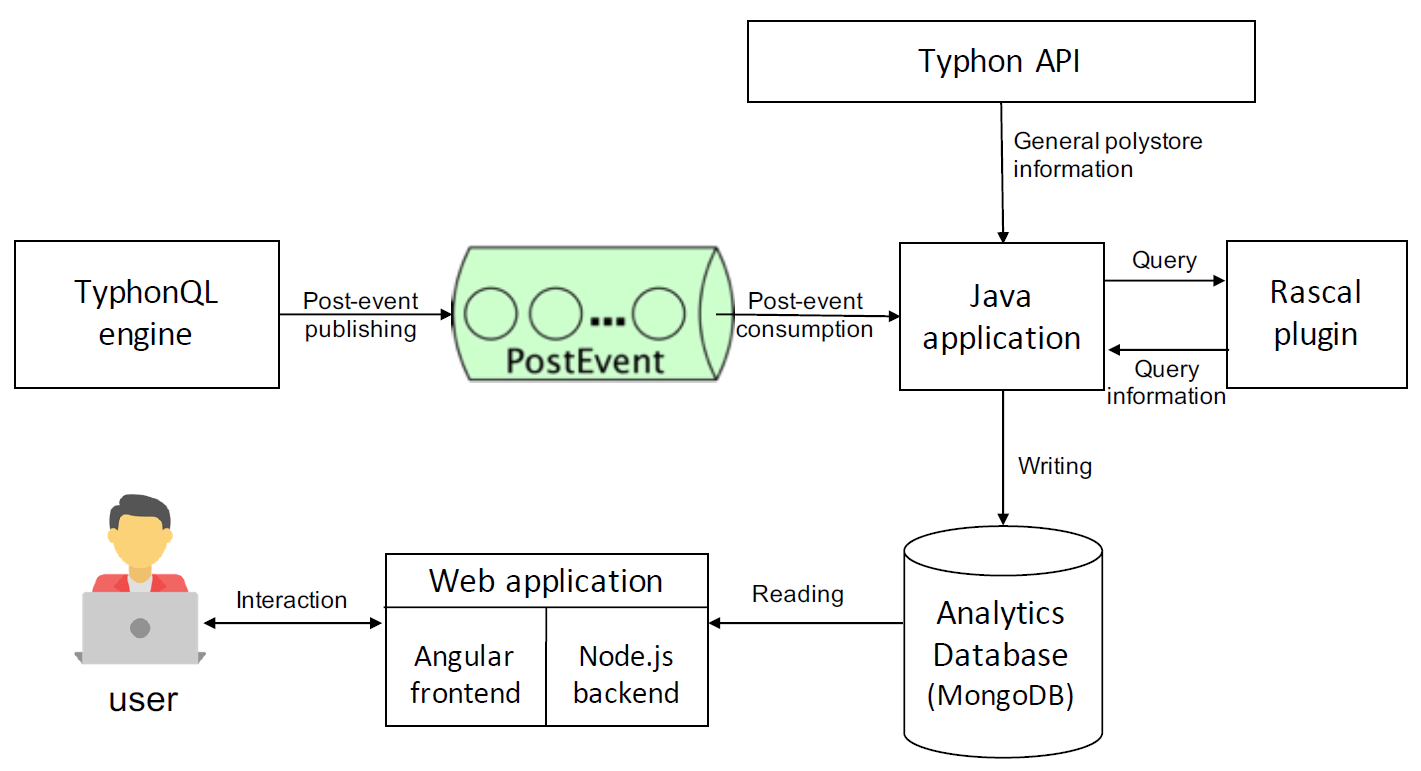 Typhon API
General polystore
information
TyphonQL
engine
Post-event
publishing
PostEvent
Post-event
consumption
Java
application
Query
Query
information
Rascal
plugin
Writing
user
Interaction
Web application
Angular
frontend
Node.js
backend
Reading
Analytics
Database
(MongoDB)